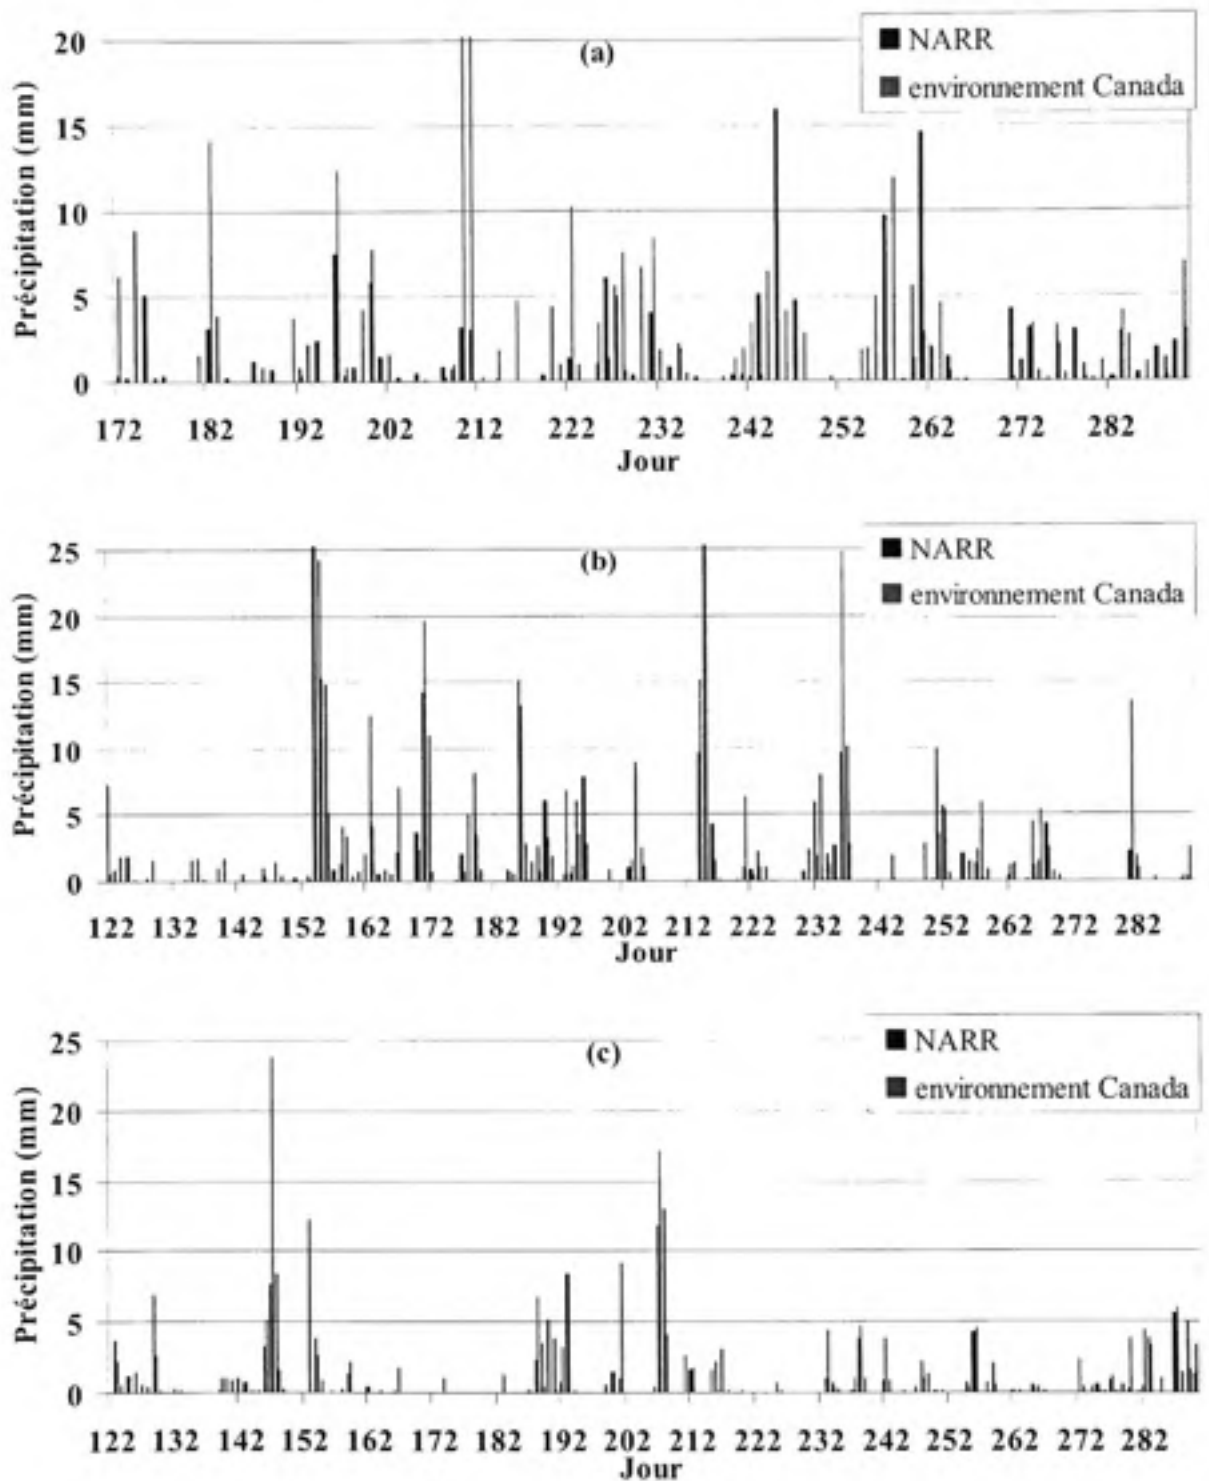 (a)
NARR
environnement Canada
Précipitation (mm)
20
15
10
5
0
172 182 192 202 212 222 232 242 252 262 272 282
Jour
(b)
NARR
environnement Canada
Précipitation (mm)
25
20
15
10
5
0
122 132 142 152 162 172 182 192 202 212 222 232 242 252 262 272 282
Jour
(c)
NARR
environnement Canada
Précipitation (mm)
25
20
15
10
5
0
122 132 142 152 162 172 182 192 202 212 222 232 242 252 262 272 282
Jour